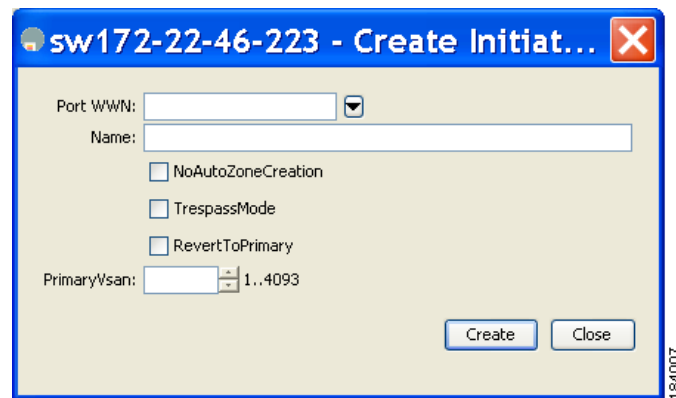 sw172-22-46-223 - Create Initiat...
Port WWN:
Name:
NoAutoZoneCreation
TrespassMode
RevertToPrimary
PrimaryVsan: 1..4093
Create Close
184007